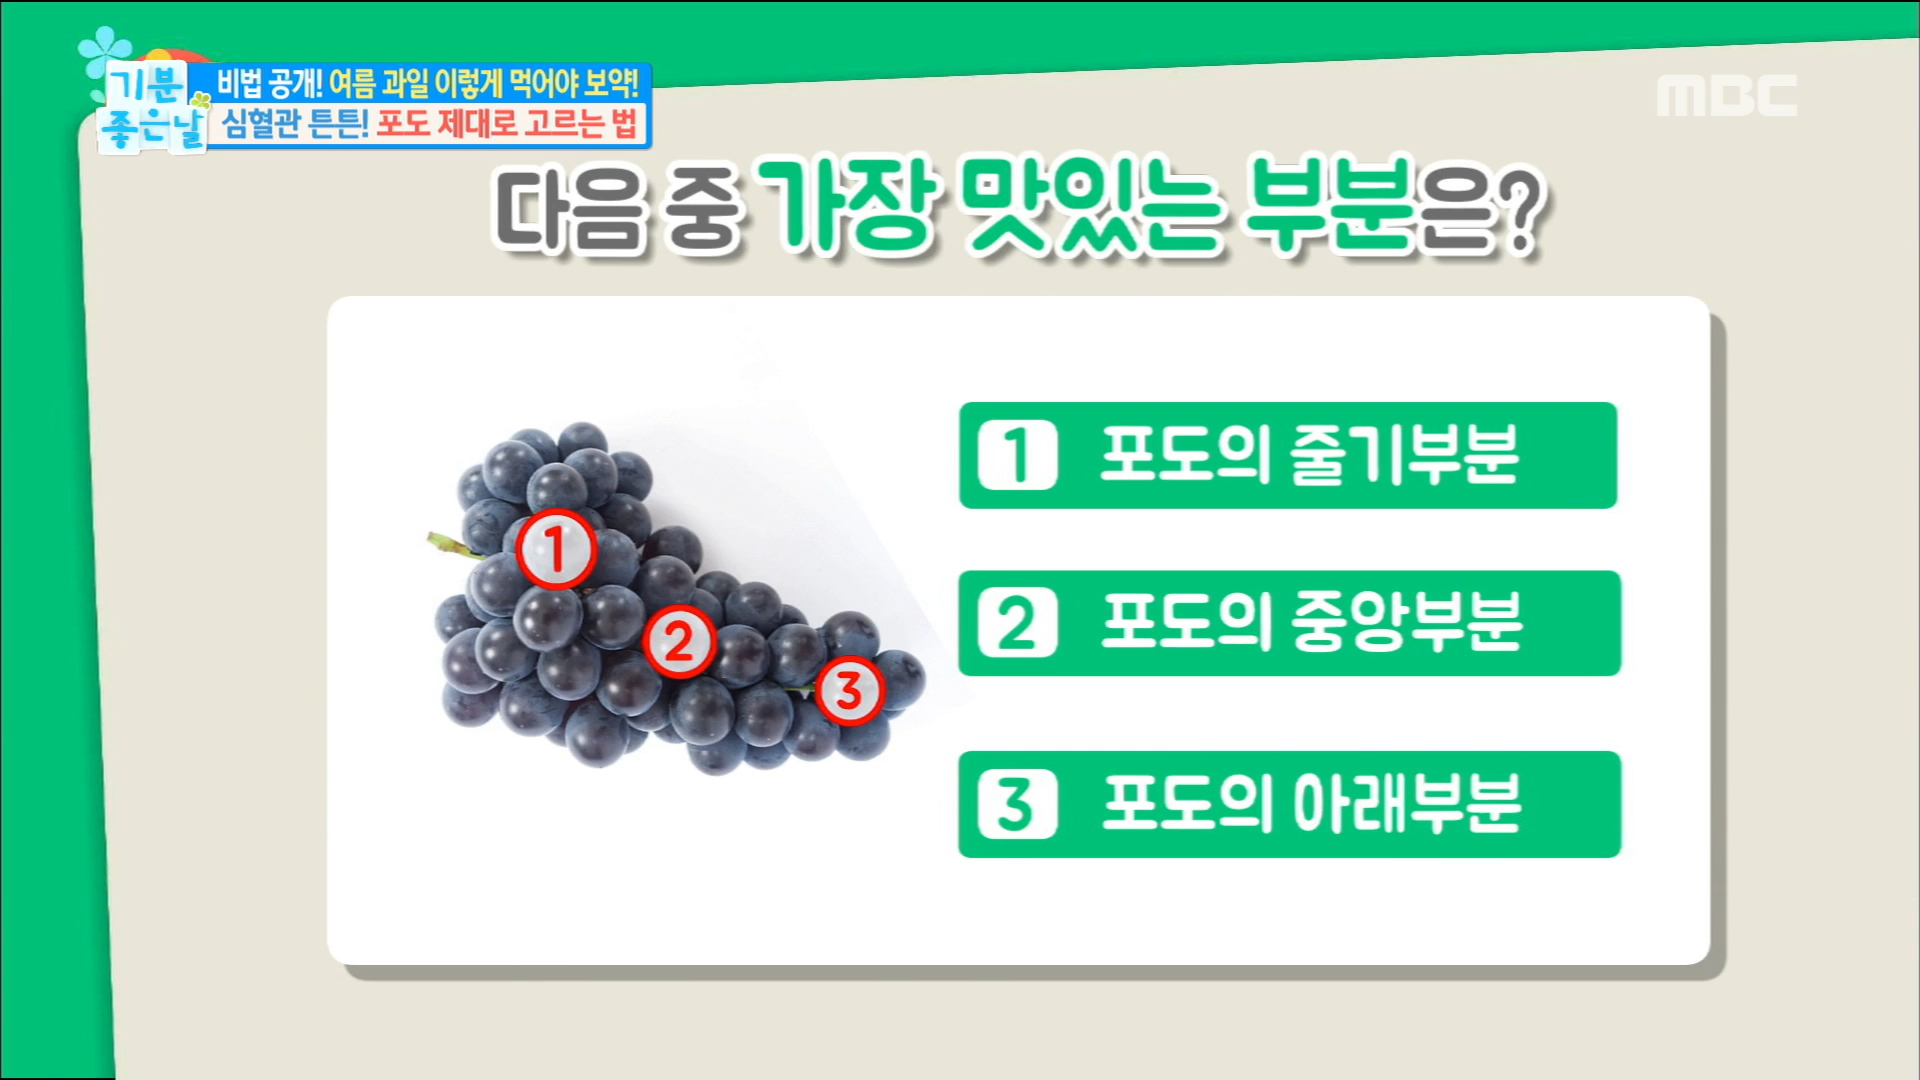 기분
좋은날
비법 공개! 여름 과일 이렇게 먹어야 보약!
심혈관 튼튼! 포도 제대로 고르는 법
MBC
다음 중 가장 맛있는 부분은?
1 포도의 줄기부분
2 포도의 중앙부분
3 포도의 아래부분
1
2
3